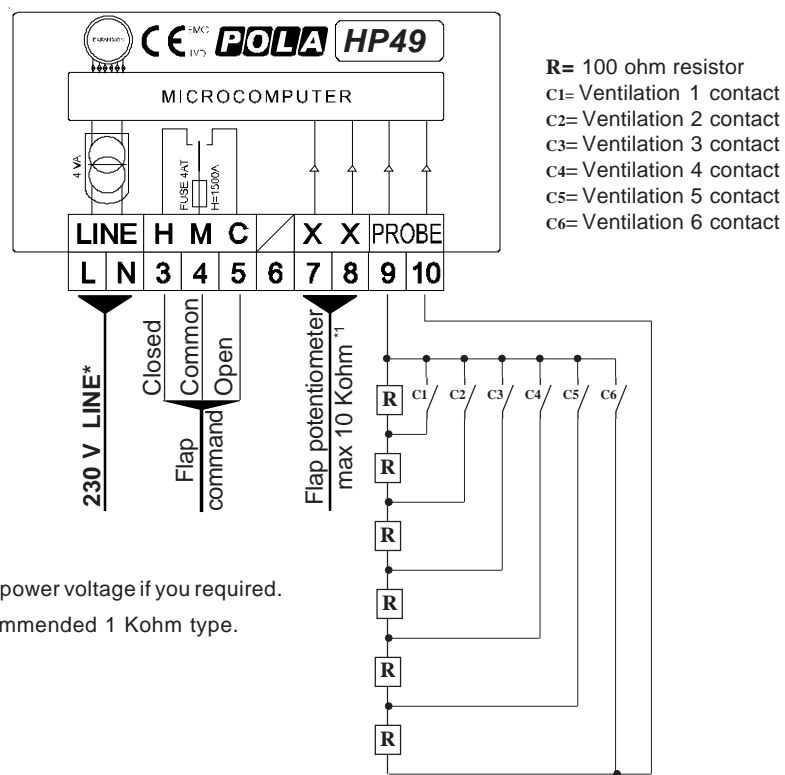 EXPANSION
CE EMC LVD POLA HP49
MICROCOMPUTER
4 VA
FUSE 4AT
H=1500A
LINE H M C X X PROBE
L N 3 4 5 6 7 8 9 10
230 V LINE*
Closed
Common
Open
Flap
command
Flap potentiometer
max 10 Kohm *1
R= 100 ohm resistor
C1= Ventilation 1 contact
C2= Ventilation 2 contact
C3= Ventilation 3 contact
C4= Ventilation 4 contact
C5= Ventilation 5 contact
C6= Ventilation 6 contact
R C1 C2 C3 C4 C5 C6
R
R
R
R
R
power voltage if you required.
mmended 1 Kohm type.